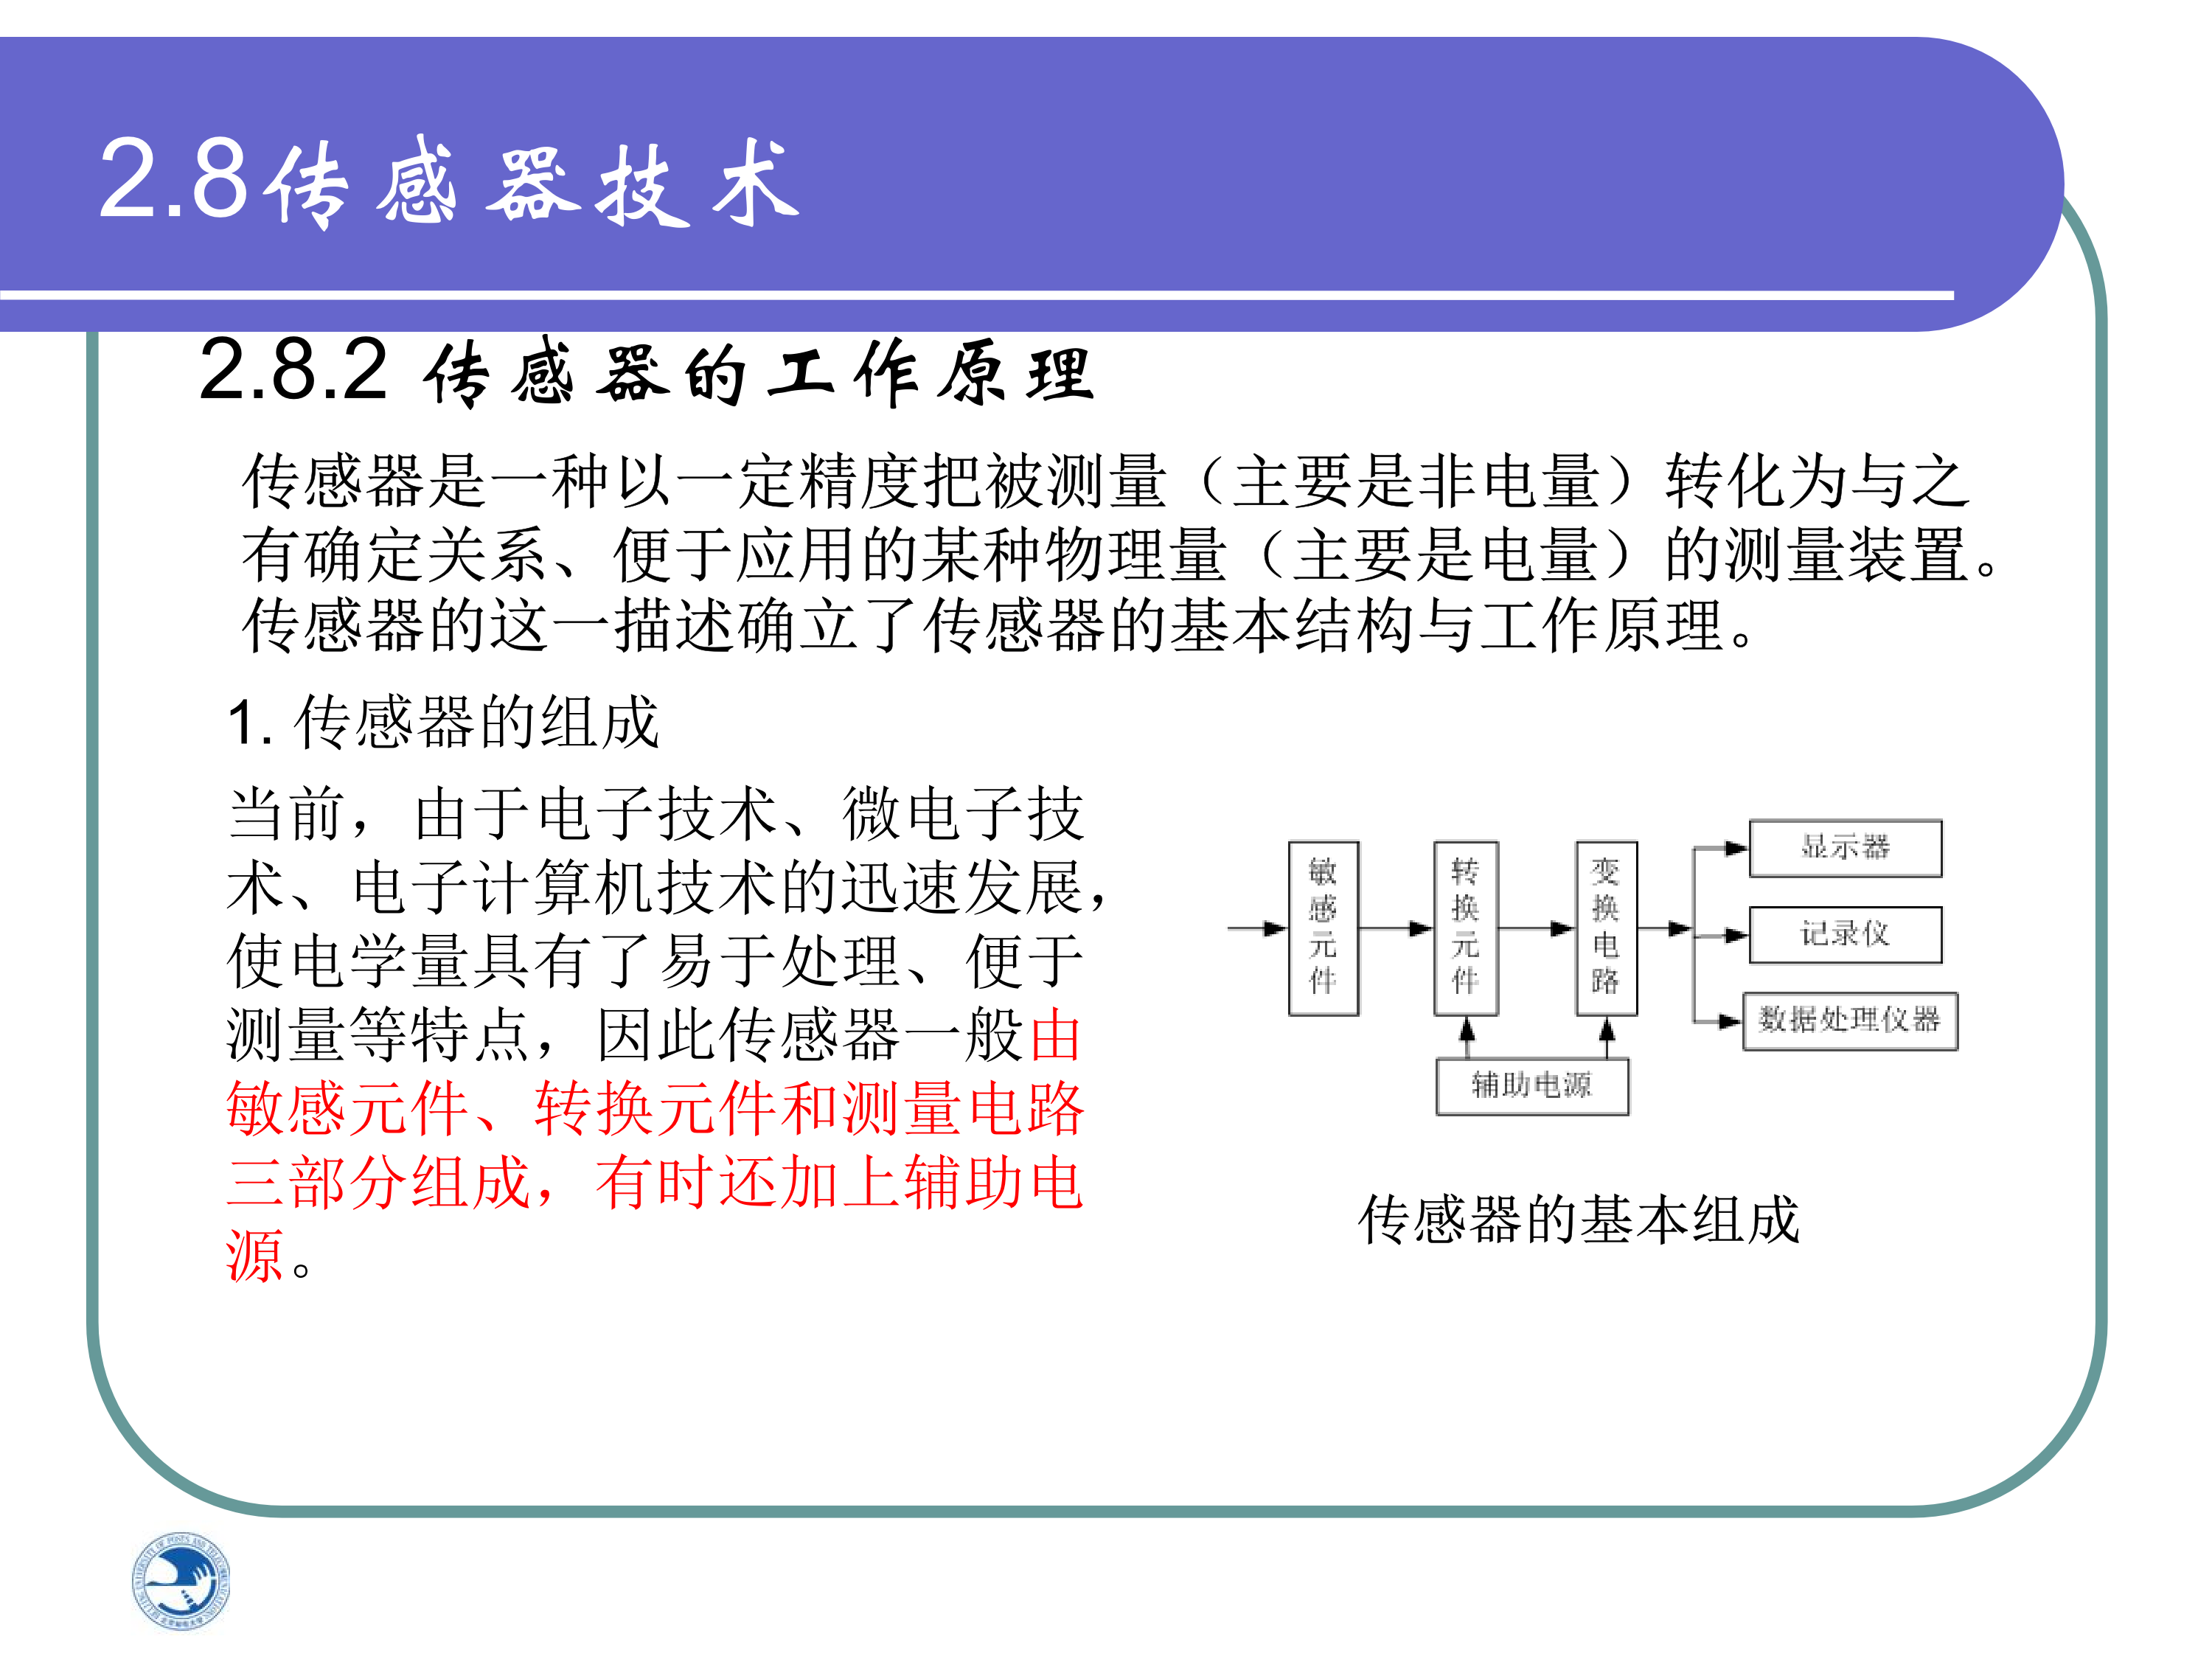 2.8传感器技术
2.8.2 传感器的工作原理
传感器是一种以一定精度把被测量（主要是非电量）转化为与之
有确定关系、便于应用的某种物理量（主要是电量）的测量装置。
传感器的这一描述确立了传感器的基本结构与工作原理。
1. 传感器的组成
当前，由于电子技术、微电子技
术、电子计算机技术的迅速发展，
使电学量具有了易于处理、便于
测量等特点，因此传感器一般由
敏感元件、转换元件和测量电路
三部分组成，有时还加上辅助电
源。
敏感元件
转换元件
变换电路
显示器
记录仪
数据处理仪器
辅助电源
传感器的基本组成